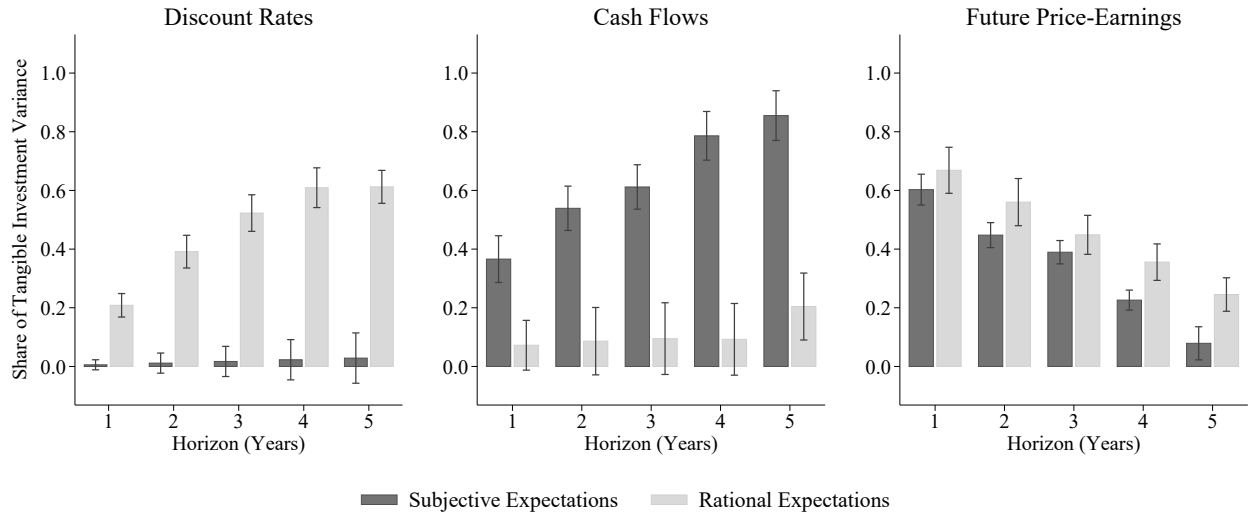 Discount Rates
Cash Flows
Future Price-Earnings
Share of Tangible Investment Variance
1.0
0.8
0.6
0.4
0.2
0.0
1 2 3 4 5
Horizon (Years)
1.0
0.8
0.6
0.4
0.2
0.0
1 2 3 4 5
Horizon (Years)
1.0
0.8
0.6
0.4
0.2
0.0
1 2 3 4 5
Horizon (Years)
Subjective Expectations
Rational Expectations